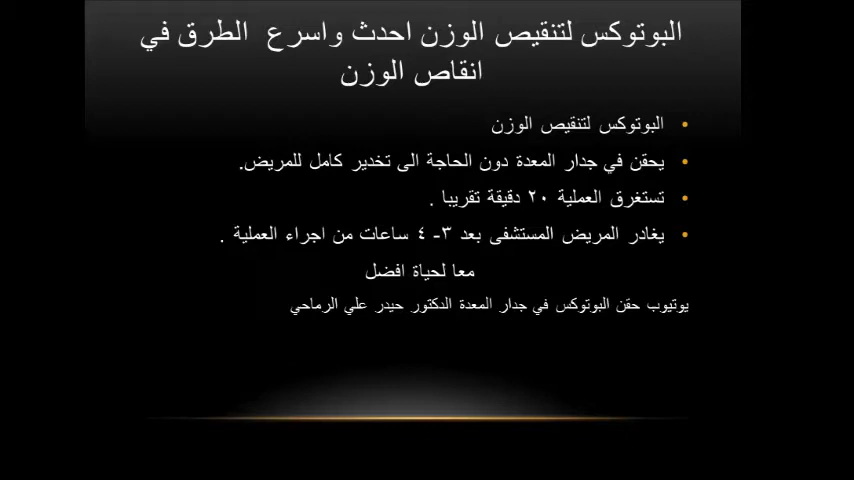 البوتوكس لتنقيص الوزن احدث واسرع الطرق في
انقاص الوزن
• البوتوكس لتنقيص الوزن
• يحقن في جدار المعدة دون الحاجة الى تخدير كامل للمريض.
• تستغرق العملية ٢٠ دقيقة تقريبا .
• يغادر المريض المستشفى بعد ٣- ٤ ساعات من اجراء العملية .
معا لحياة افضل
يوتيوب حقن البوتوكس في جدار المعدة الدكتور حيدر علي الرماحي